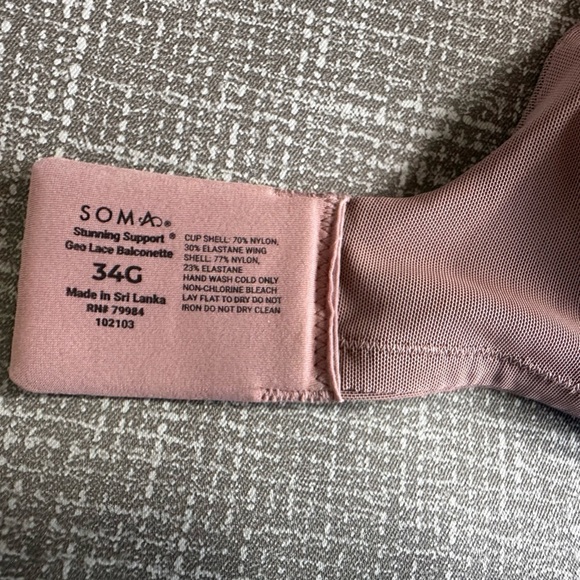 SOMA®
Stunning Support®
Geo Lace Balconette
34G
Made in Sri Lanka
RN# 79984
102103
CUP SHELL: 70% NYLON,
30% ELASTANE WING
SHELL: 77% NYLON,
23% ELASTANE
HAND WASH COLD ONLY
NON-CHLORINE BLEACH
LAY FLAT TO DRY DO NOT
IRON DO NOT DRY CLEAN